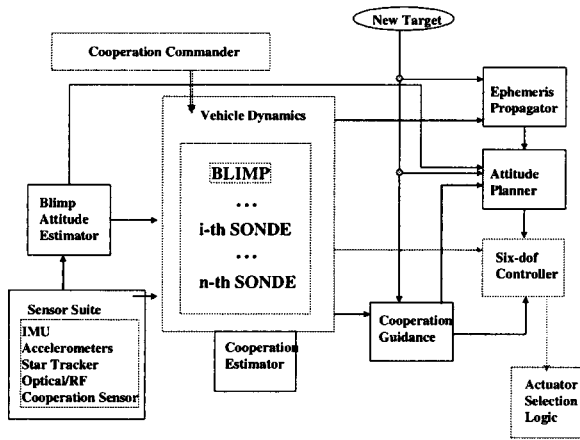 New Target
Cooperation Commander
Vehicle Dynamics
Ephemeris
Propagator
BLIMP
...
i-th SONDE
...
n-th SONDE
Attitude
Planner
Blimp
Attitude
Estimator
Six-dof
Controller
Sensor Suite
IMU
Accelerometers
Star Tracker
Optical/RF
Cooperation Sensor
Cooperation
Estimator
Cooperation
Guidance
Actuator
Selection
Logic